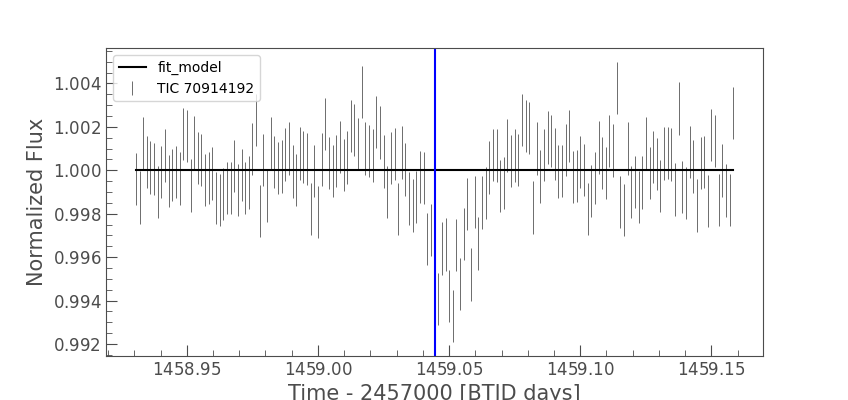 fit_model
TIC 70914192
1.004
1.002
1.000
0.998
0.996
0.994
0.992
Normalized Flux
1458.95 1459.00 1459.05 1459.10 1459.15
Time - 2457000 [BTJD days]